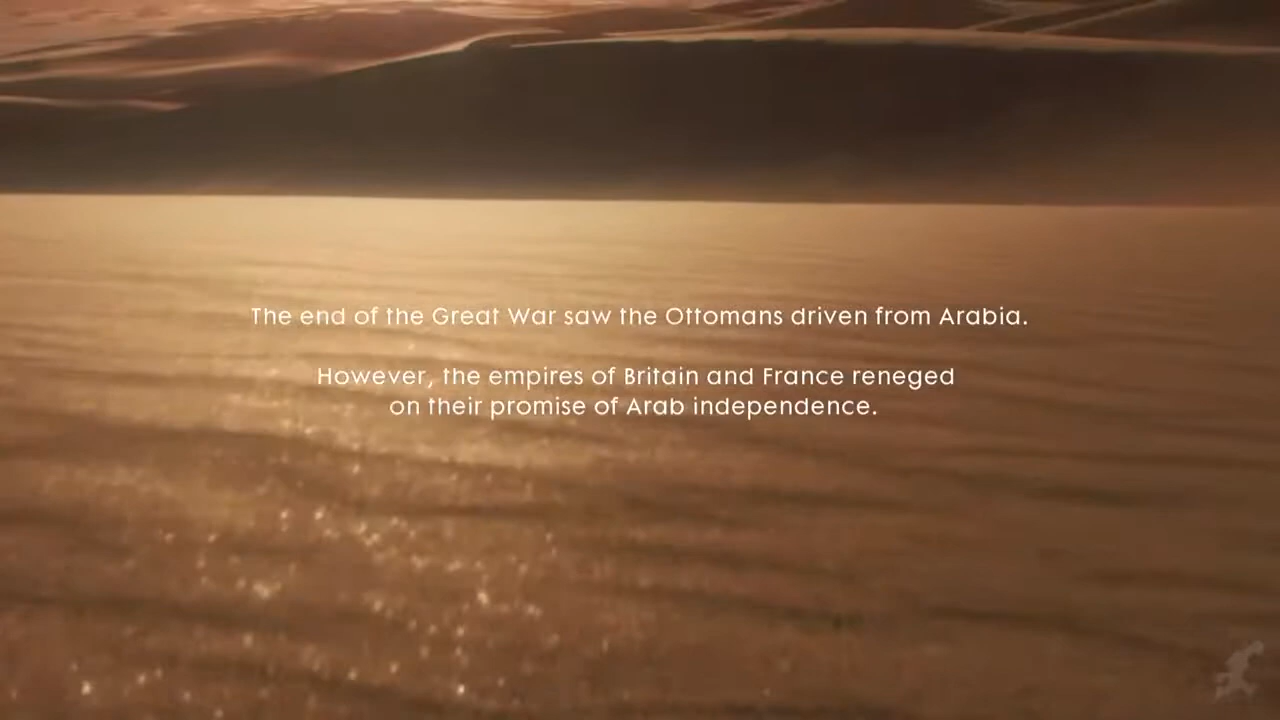 The end of the Great War saw the Ottomans driven from Arabia.
However, the empires of Britain and France reneged
on their promise of Arab independence.